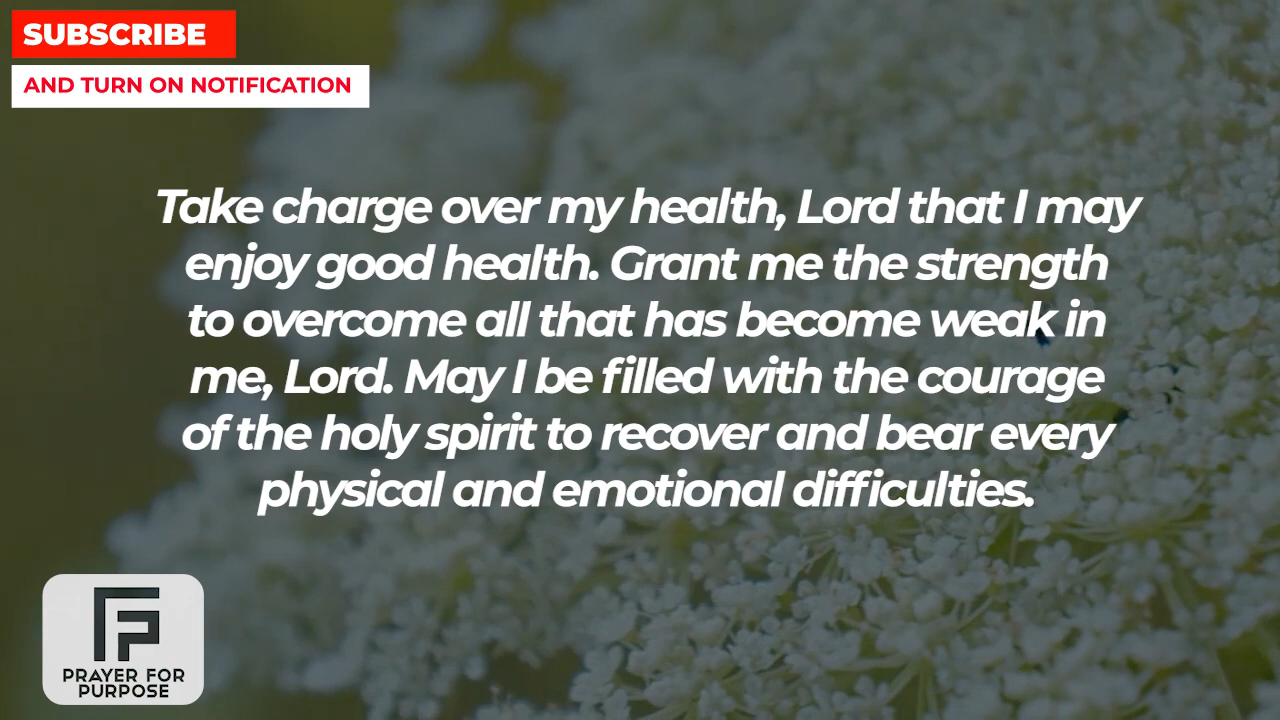 SUBSCRIBE
AND TURN ON NOTIFICATION
Take charge over my health, Lord that I may
enjoy good health. Grant me the strength
to overcome all that has become weak in
me, Lord. May I be filled with the courage
of the holy spirit to recover and bear every
physical and emotional difficulties.
PRAYER FOR
PURPOSE